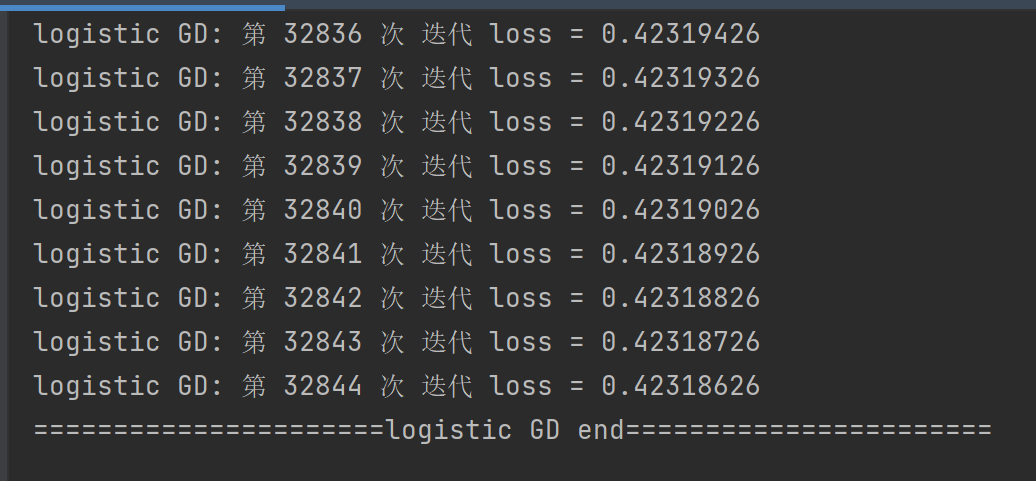 logistic GD: 第 32836 次 迭代 loss = 0.42319426
logistic GD: 第 32837 次 迭代 loss = 0.42319326
logistic GD: 第 32838 次 迭代 loss = 0.42319226
logistic GD: 第 32839 次 迭代 loss = 0.42319126
logistic GD: 第 32840 次 迭代 loss = 0.42319026
logistic GD: 第 32841 次 迭代 loss = 0.42318926
logistic GD: 第 32842 次 迭代 loss = 0.42318826
logistic GD: 第 32843 次 迭代 loss = 0.42318726
logistic GD: 第 32844 次 迭代 loss = 0.42318626
======================logistic GD end=======================